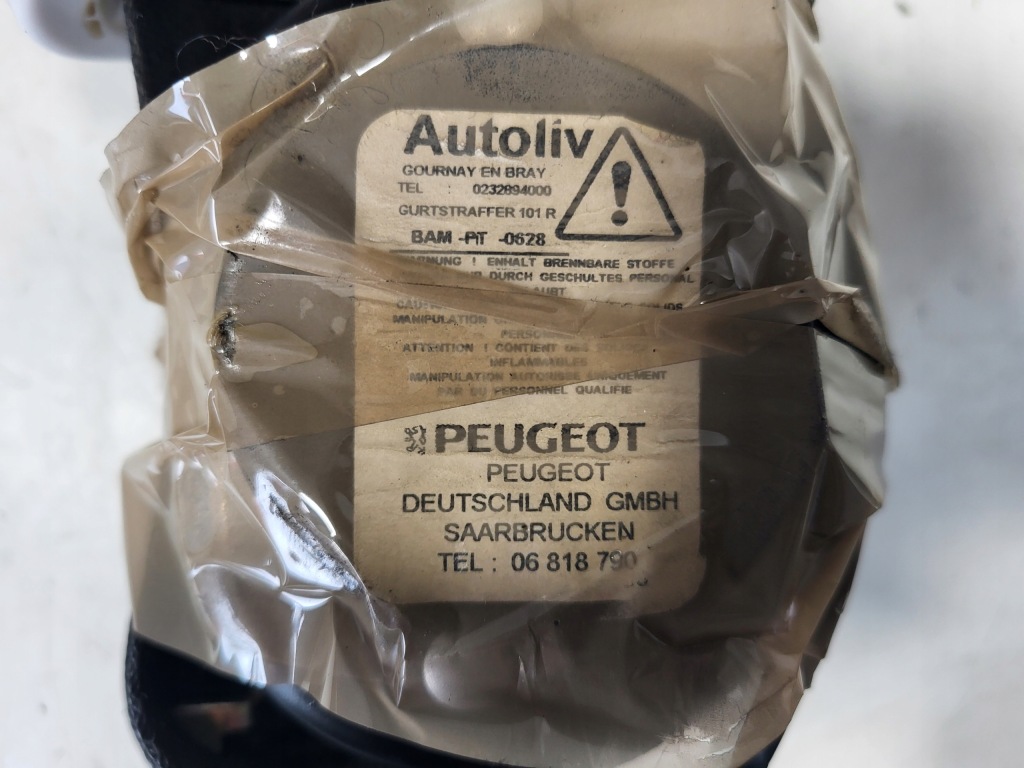 Autoliv
GOURNAY EN BRAY
TEL : 0232894000
GURTSTRAFFER 101 R
BAM -PT -0628
! ENHALT BRENNBARE STOFFE
DURCH GESCHULTES PERSONAL
MANIPULATION
ATTENTION ! CONTIENT DES
INFLAMMABLES
MANIPULATION AUTORISEE UNIQUEMENT
PAR DU PERSONNEL QUALIFIE
PEUGEOT
PEUGEOT
DEUTSCHLAND GMBH
SAARBRUCKEN
TEL : 06 818 790